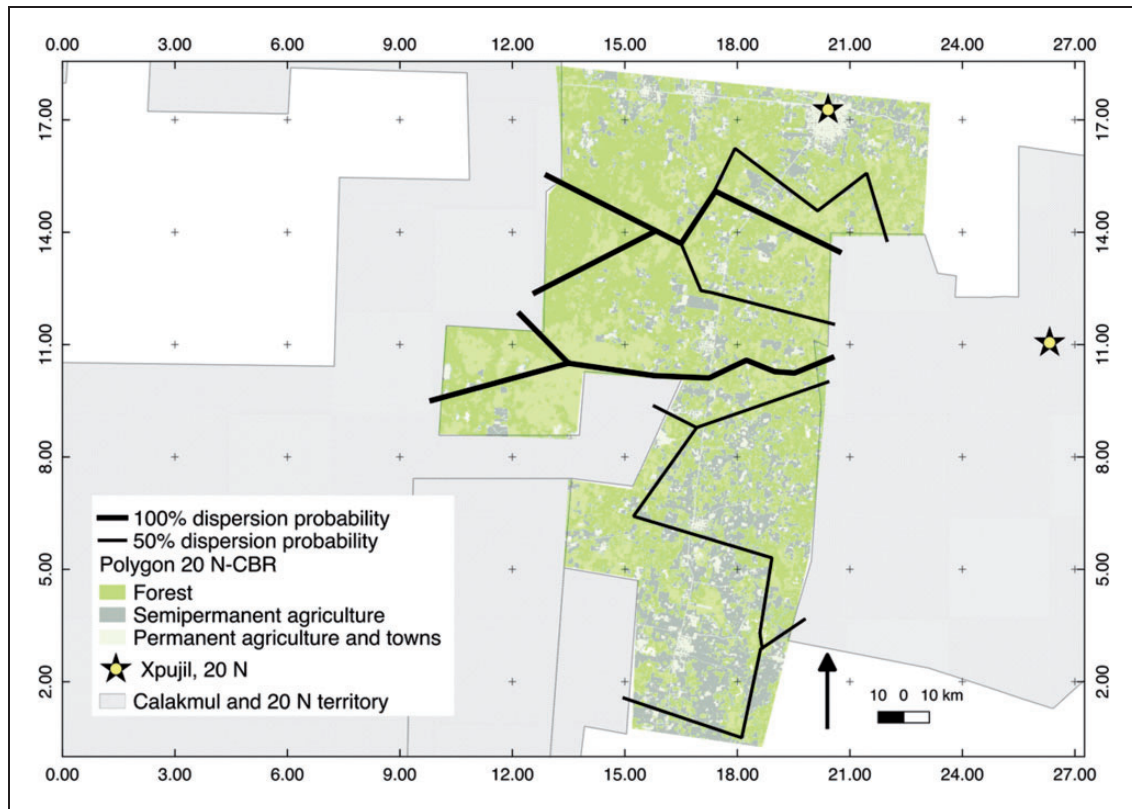 0.00 3.00 6.00 9.00 12.00 15.00 18.00 21.00 24.00 27.00
17.00 17.00
14.00 14.00
11.00 11.00
8.00 8.00
5.00 5.00
2.00 2.00
100% dispersion probability
50% dispersion probability
Polygon 20 N-CBR
Forest
Semipermanent agriculture
Permanent agriculture and towns
Xpujil, 20 N
Calakmul and 20 N territory
10 0 10 km
0.00 3.00 6.00 9.00 12.00 15.00 18.00 21.00 24.00 27.00